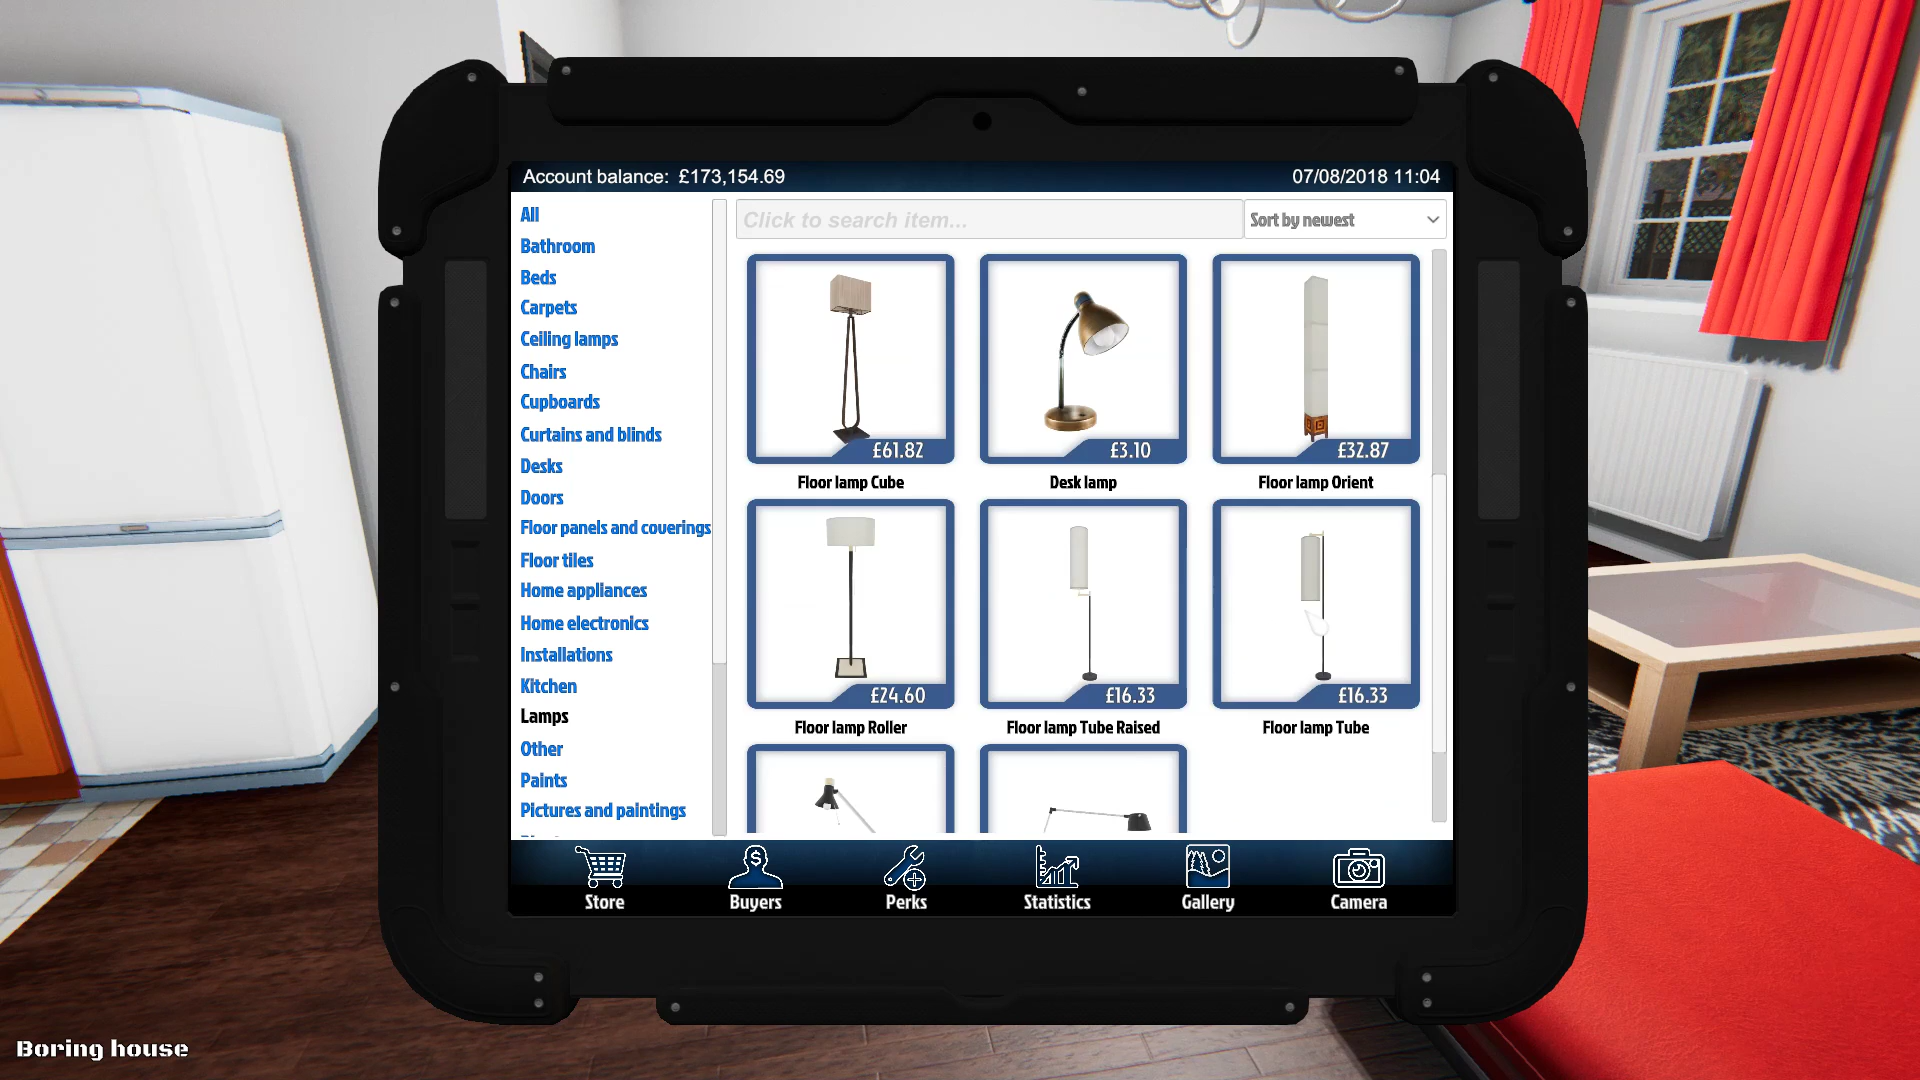 Account balance: £173,154.69
07/08/2018 11:04
All
Bathroom
Beds
Carpets
Ceiling lamps
Chairs
Cupboards
Curtains and blinds
Desks
Doors
Floor panels and coverings
Floor tiles
Home appliances
Home electronics
Installations
Kitchen
Lamps
Other
Paints
Pictures and paintings
Click to search item...
Sort by newest
£61.82
£3.10
£32.87
Floor lamp Cube
Desk lamp
Floor lamp Orient
£24.60
£16.33
£16.33
Floor lamp Roller
Floor lamp Tube Raised
Floor lamp Tube
Store
Buyers
Perks
Statistics
Gallery
Camera
Boring house